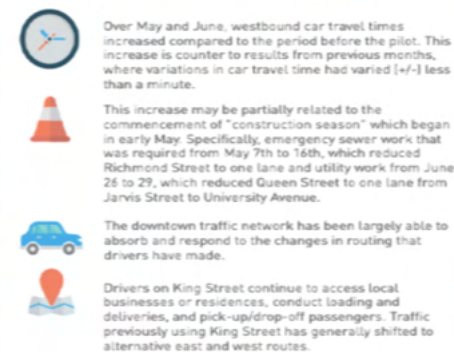 Over May and June, westbound car travel times
increased compared to the period before the pilot. This
increase is counter to results from previous months,
where variations in car travel time had varied (+/-) less
than a minute.
This increase may be partially related to the
commencement of "construction season" which began
in early May. Specifically, emergency sewer work that
was required from May 7th to 16th, which reduced
Richmond Street to one lane and utility work from June
26 to 29, which reduced Queen Street to one lane from
Jarvis Street to University Avenue.
The downtown traffic network has been largely able to
absorb and respond to the changes in routing that
drivers have made.
Drivers on King Street continue to access local
businesses or residences, conduct loading and
deliveries, and pick-up/drop-off passengers. Traffic
previously using King Street has generally shifted to
alternative east and west routes.